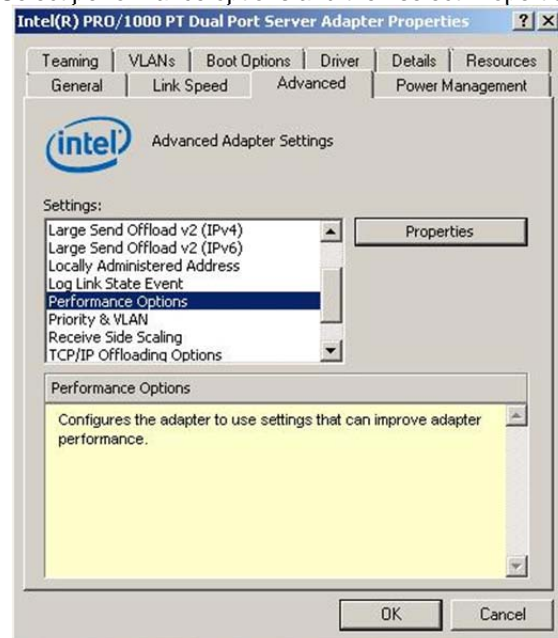 Intel(R) PRO/1000 PT Dual Port Server Adapter Properties
Teaming VLANs Boot Options Driver Details Resources
General Link Speed Advanced Power Management
intel
Advanced Adapter Settings
Settings:
Large Send Offload v2 (IPv4)
Large Send Offload v2 (IPv6)
Locally Administered Address
Log Link State Event
Performance Options
Priority & VLAN
Receive Side Scaling
TCP/IP Offloading Options
Properties
Performance Options
Configures the adapter to use settings that can improve adapter
performance.
OK Cancel